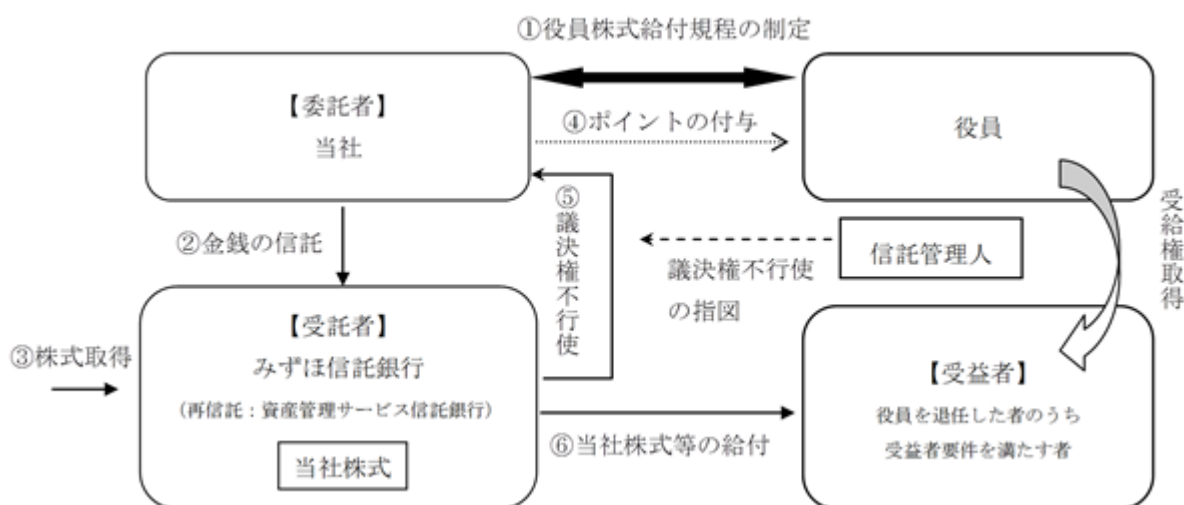 ①役員株式給付規程の制定
【委託者】
当社
④ポイントの付与
役員
②金銭の信託
⑤議決権不行使
議決権不行使
の指図
信託管理人
受給権取得
③株式取得
【受託者】
みずほ信託銀行
(再信託：資産管理サービス信託銀行)
当社株式
⑥当社株式等の給付
【受益者】
役員を退任した者のうち
受益者要件を満たす者